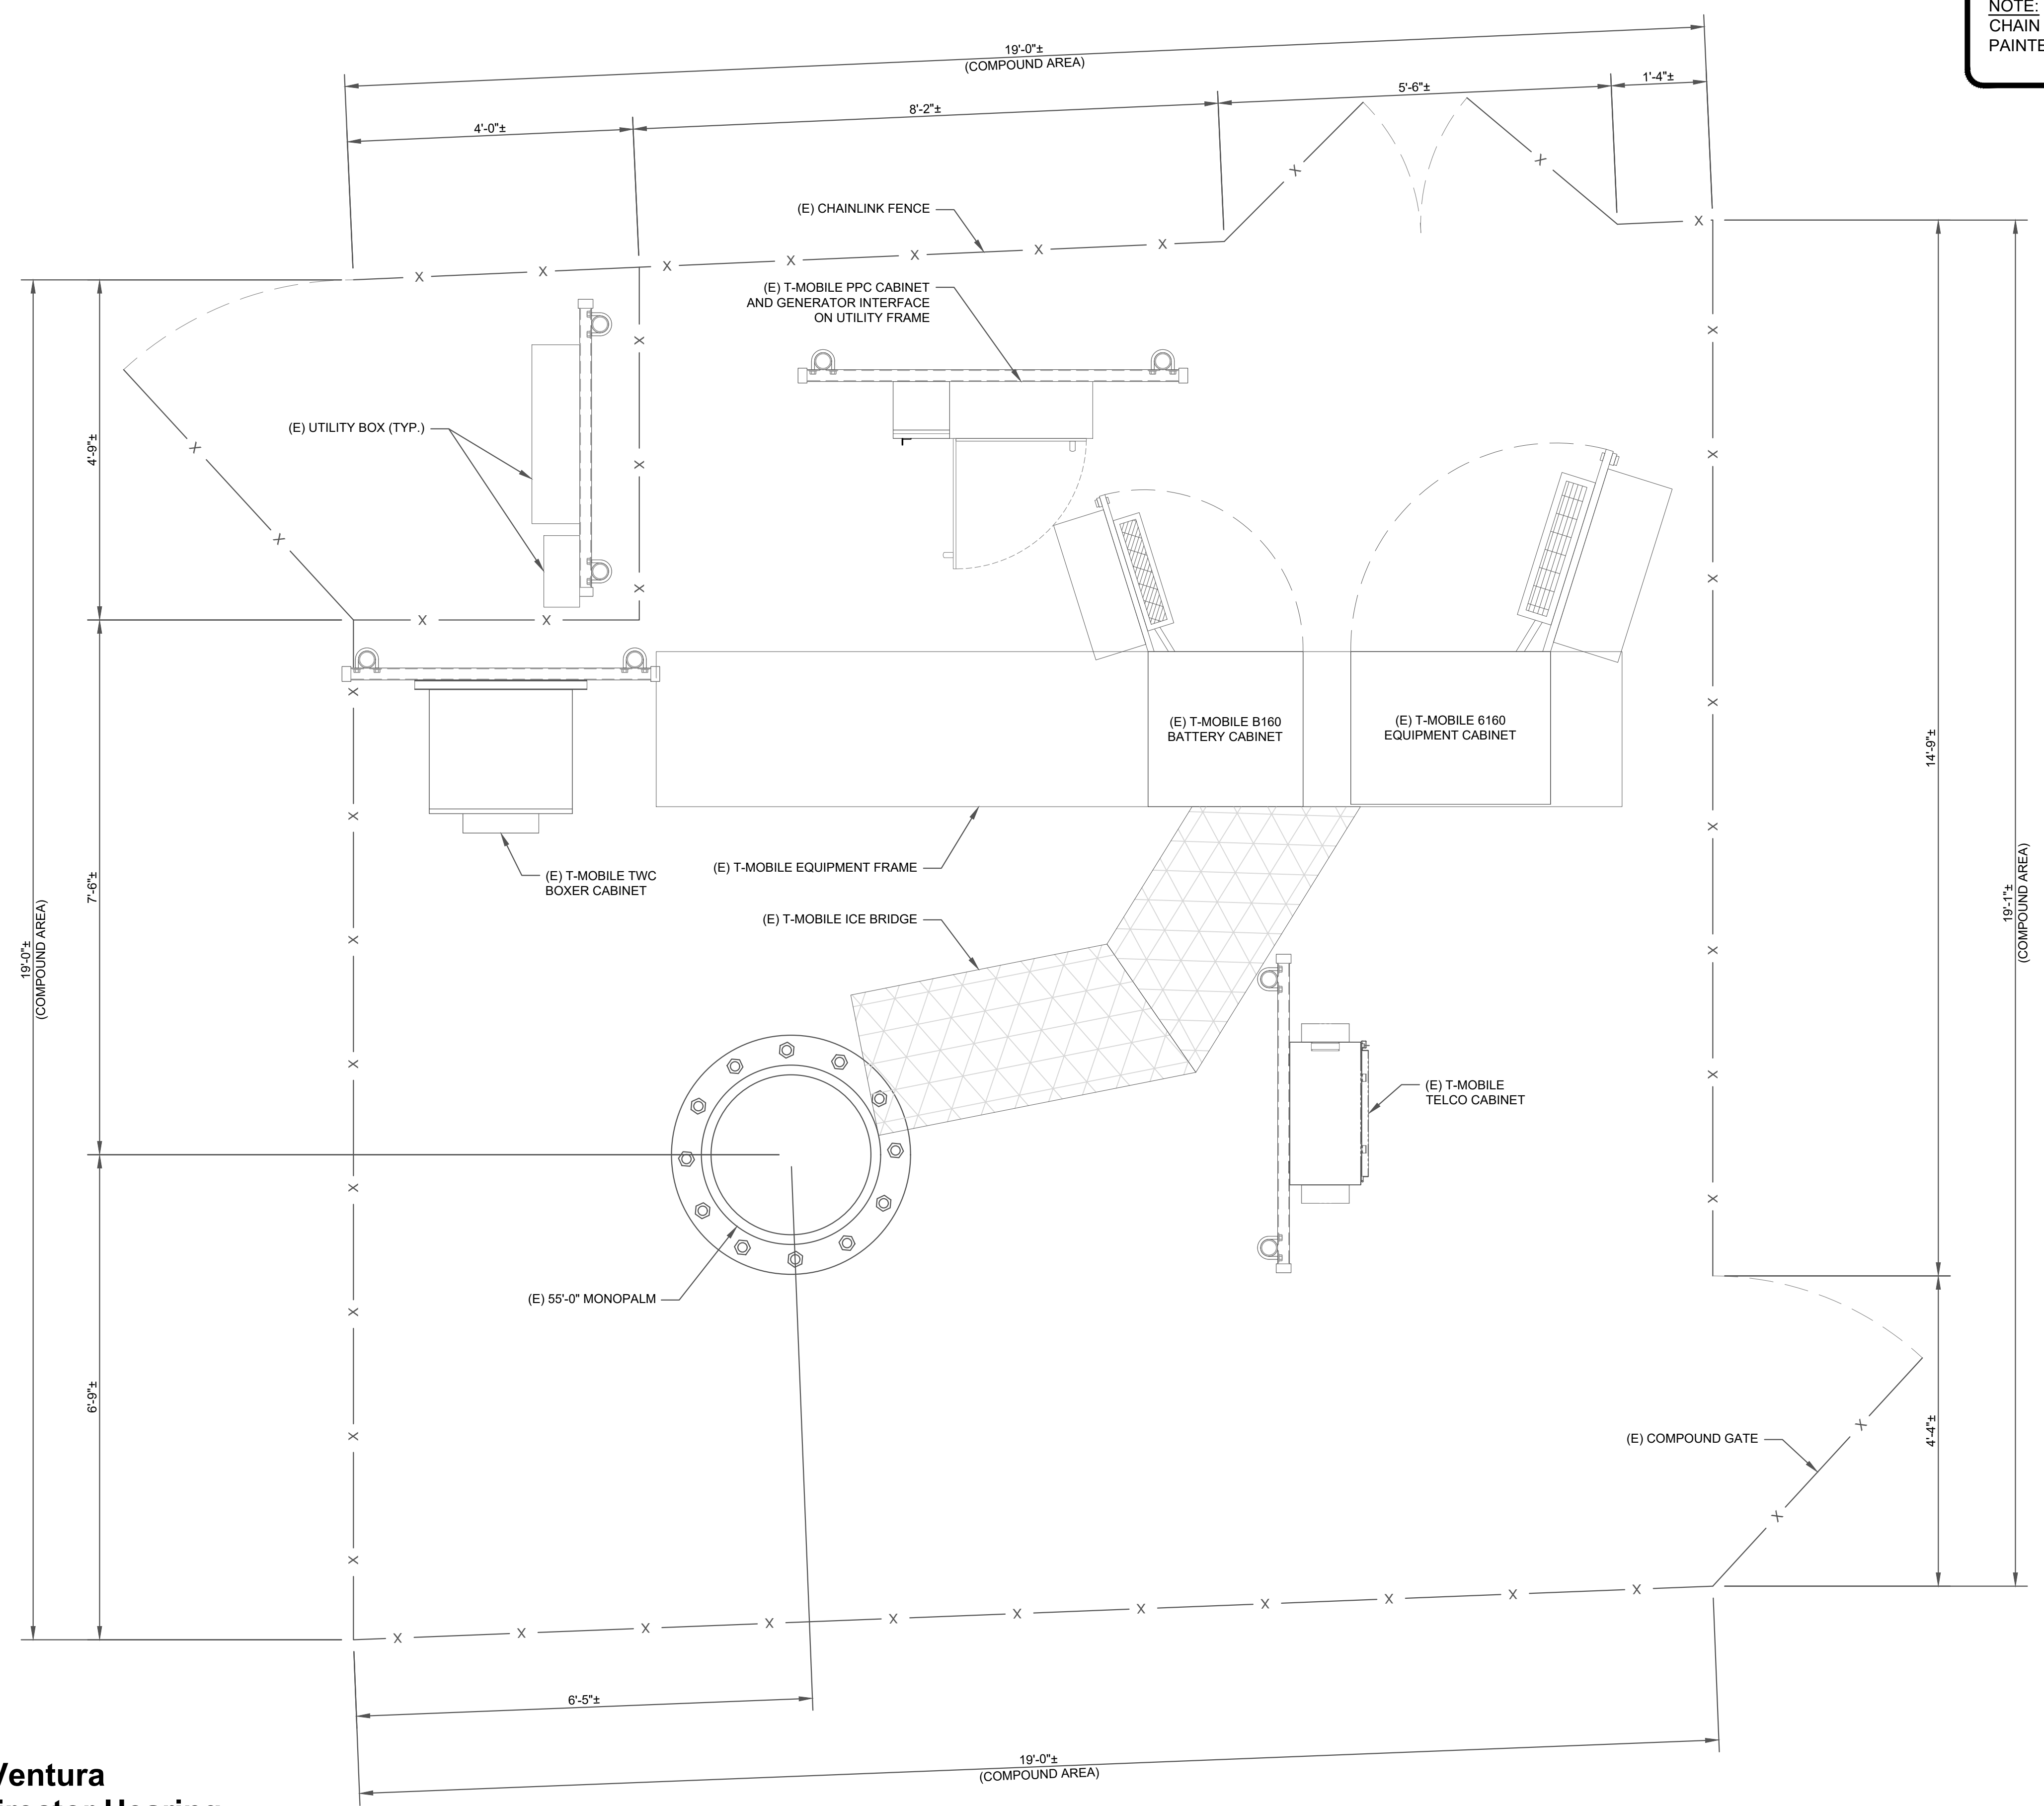 NOTE:
CHAIN
19'-0"±
(COMPOUND AREA)
4'-0"±
8'-2"±
5'-6"±
1'-4"±
(E) CHAINLINK FENCE
(E) T-MOBILE PPC CABINET
AND GENERATOR INTERFACE
ON UTILITY FRAME
(E) UTILITY BOX (TYP.)
4'-9"±
7'-6"±
6'-9"±
19'-0"±
(COMPOUND AREA)
(E) T-MOBILE B160
BATTERY CABINET
(E) T-MOBILE 6160
EQUIPMENT CABINET
14'-9"±
19'-1"±
(COMPOUND AREA)
4'-4"±
(E) T-MOBILE TWC
BOXER CABINET
(E) T-MOBILE EQUIPMENT FRAME
(E) T-MOBILE ICE BRIDGE
(E) T-MOBILE
TELCO CABINET
(E) 55'-0" MONOPALM
(E) COMPOUND GATE
6'-5"±
19'-0"±
(COMPOUND AREA)
Ventura
Hearing